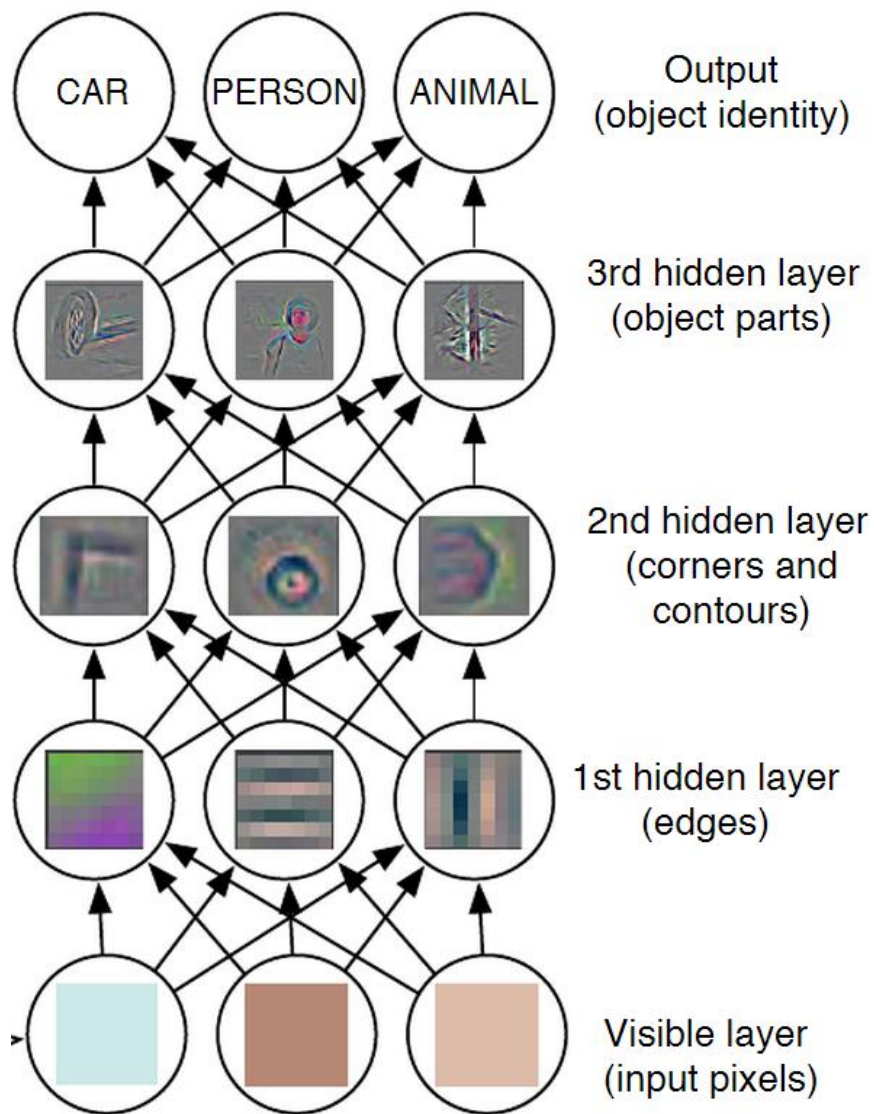 CAR
PERSON
ANIMAL
Output
(object identity)
3rd hidden layer
(object parts)
2nd hidden layer
(corners and
contours)
1st hidden layer
(edges)
Visible layer
(input pixels)